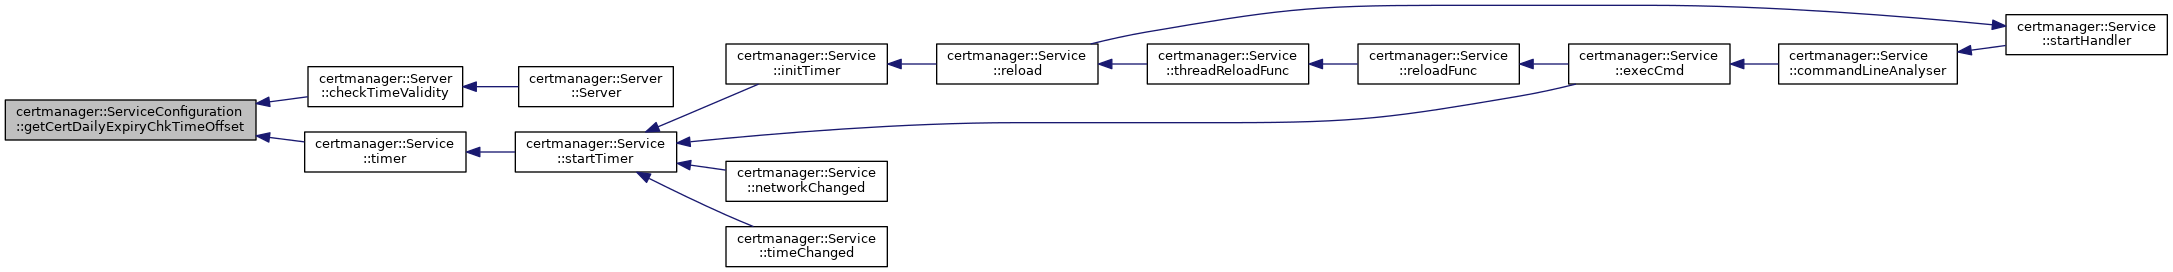 certmanager::ServiceConfiguration
::getCertDailyExpiryChkTimeOffset
certmanager::Server
::checkTimeValidity
certmanager::Server
::Server
certmanager::Service
::timer
certmanager::Service
::startTimer
certmanager::Service
::initTimer
certmanager::Service
::reload
certmanager::Service
::threadReloadFunc
certmanager::Service
::reloadFunc
certmanager::Service
::execCmd
certmanager::Service
::commandLineAnalyser
certmanager::Service
::startHandler
certmanager::Service
::networkChanged
certmanager::Service
::timeChanged